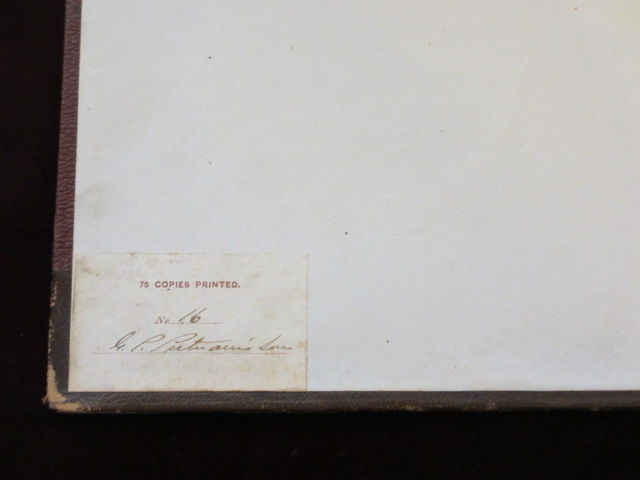 75 COPIES PRINTED.
No. 16
G. P. Putnam's Sons